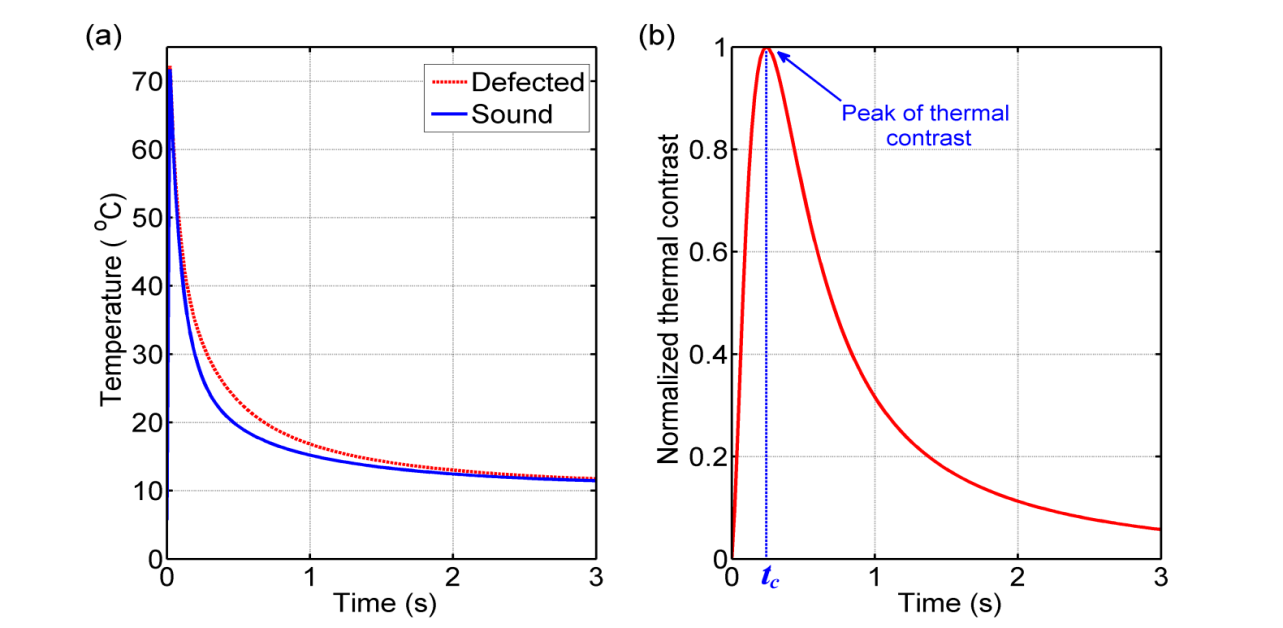 (a)
Temperature ( °C)
70
60
50
40
30
20
10
0
0 1 2 3
Time (s)
Defected
Sound
(b)
Normalized thermal contrast
1
0.8
0.6
0.4
0.2
0
0 tc 1 2 3
Time (s)
Peak of thermal
contrast